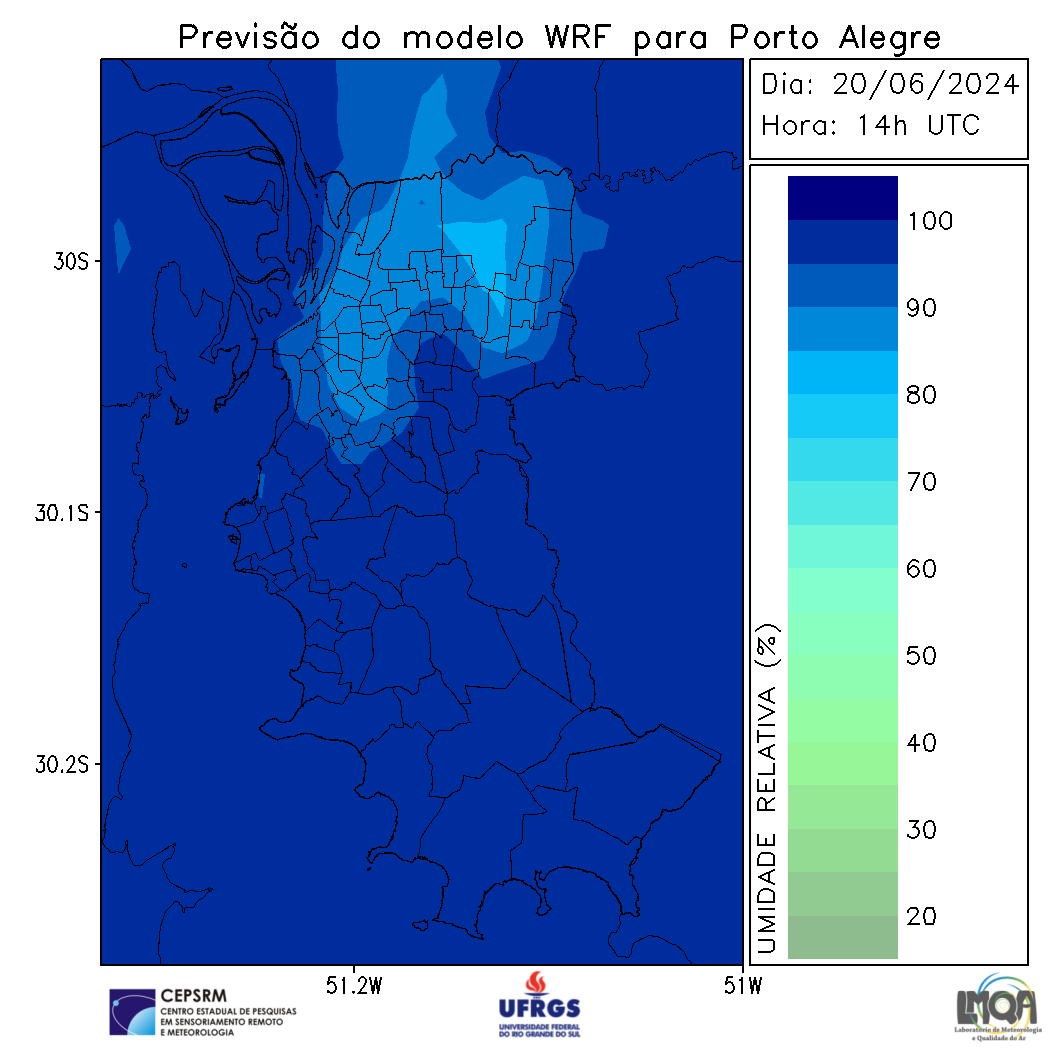 Previsão do modelo WRF para Porto Alegre
Dia: 20/06/2024
Hora: 14h UTC
30S
30.1S
30.2S
51.2W
51W
100
90
80
70
60
50
40
30
20
UMIDADE RELATIVA (%)
CEPSRM
CENTRO ESTADUAL DE PESQUISAS
EM SENSORIAMENTO REMOTO
E METEOROLOGIA
UFRGS
UNIVERSIDADE FEDERAL
DO RIO GRANDE DO SUL
LMQA
Laboratório de Meteorologia
e Qualidade do Ar